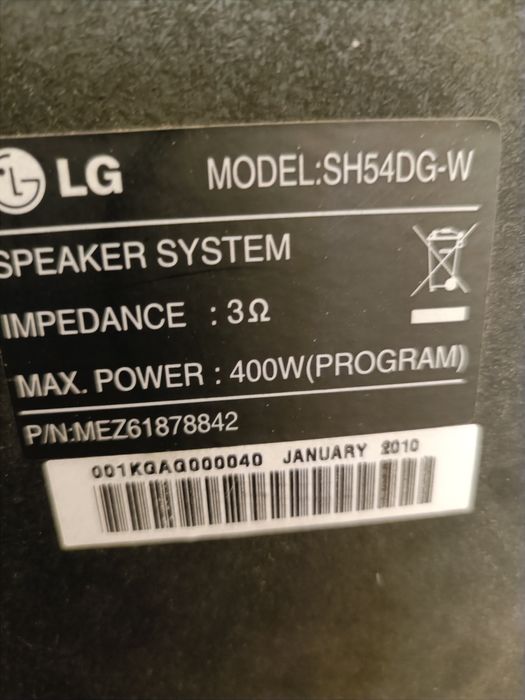 LG MODEL:SH54DG-W
SPEAKER SYSTEM
IMPEDANCE : 3Ω
MAX. POWER : 400W(PROGRAM)
P/N:MEZ61878842
001KGAG000040 JANUARY 2010